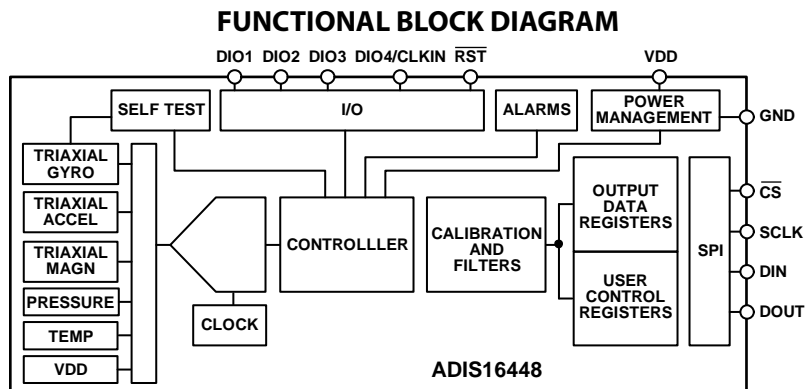 FUNCTIONAL BLOCK DIAGRAM
DIO1 DIO2 DIO3 DIO4/CLKIN RST VDD
SELF TEST
I/O
ALARMS
POWER
MANAGEMENT
GND
TRIAXIAL
GYRO
TRIAXIAL
ACCEL
TRIAXIAL
MAGN
PRESSURE
TEMP
VDD
CLOCK
CONTROLLLER
CALIBRATION
AND
FILTERS
OUTPUT
DATA
REGISTERS
USER
CONTROL
REGISTERS
SPI
CS
SCLK
DIN
DOUT
ADIS16448